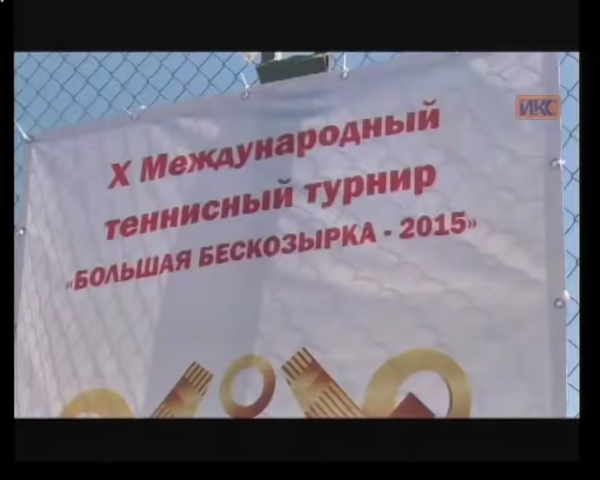 ИКС
X Международный
теннисный турнир
«БОЛЬШАЯ БЕСКОЗЫРКА - 2015»